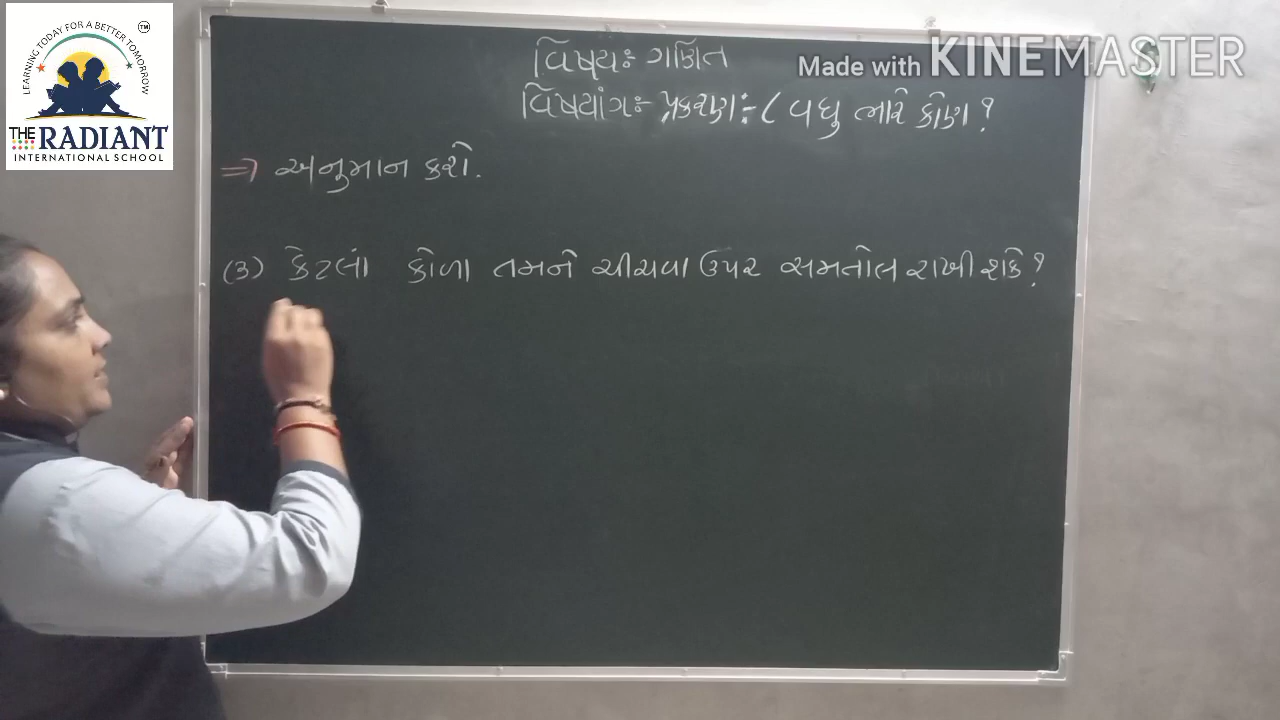 LEARNING TODAY FOR A BETTER TOMORROW
TM
THE RADIANT
INTERNATIONAL SCHOOL
Made with KINEMASTER
વિષયઃ- ગણિત
વિષયાંગઃ- પ્રકરણઃ-૮ વધુ ભારે કોણ ?
⇒ અનુમાન કરો.
(૩) કેટલાં કોળા તમને ચીચવા ઉપર સમતોલ રાખી શકે ?